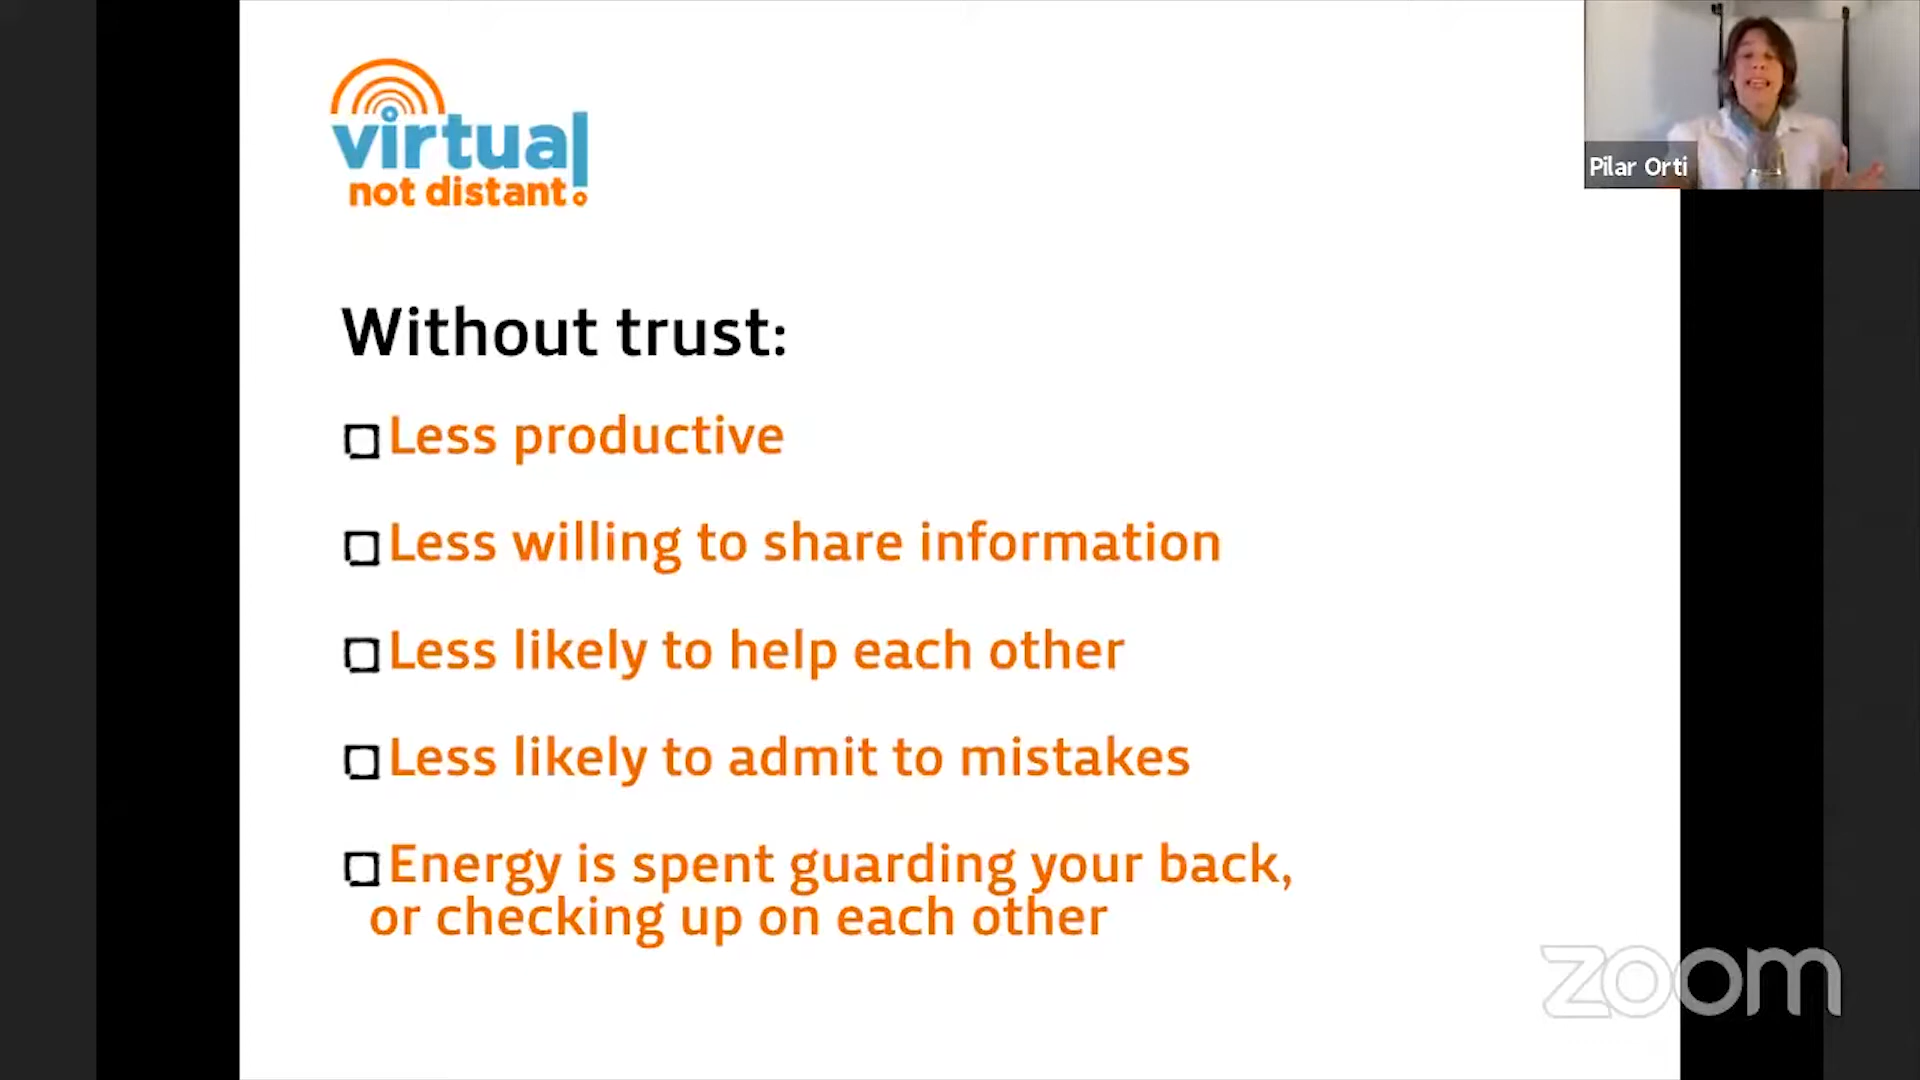 virtual
not distant
Pilar Orti
Without trust:
Less productive
Less willing to share information
Less likely to help each other
Less likely to admit to mistakes
Energy is spent guarding your back,
or checking up on each other
zoom